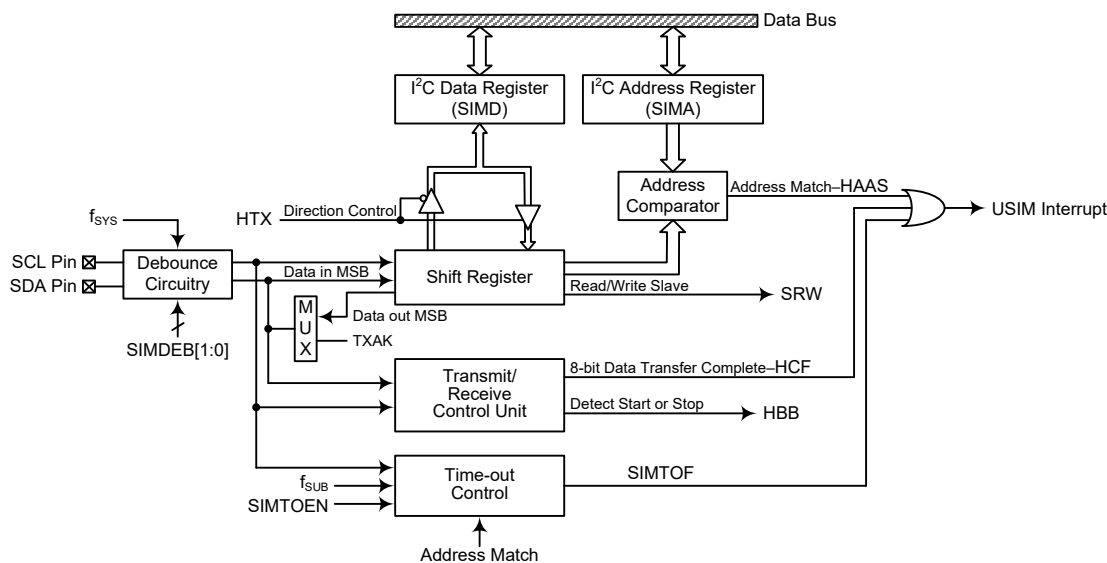 Data Bus
I²C Data Register
(SIMD)
I²C Address Register
(SIMA)
Address
Comparator
Address Match–HAAS
USIM Interrupt
HTX
Direction Control
fSYS
SCL Pin
SDA Pin
Debounce
Circuitry
Data in MSB
Shift Register
Read/Write Slave
SRW
SIMDEB[1:0]
M
U
X
Data out MSB
TXAK
Transmit/
Receive
Control Unit
8-bit Data Transfer Complete–HCF
Detect Start or Stop
HBB
fSUB
SIMTOEN
Time-out
Control
SIMTOF
Address Match